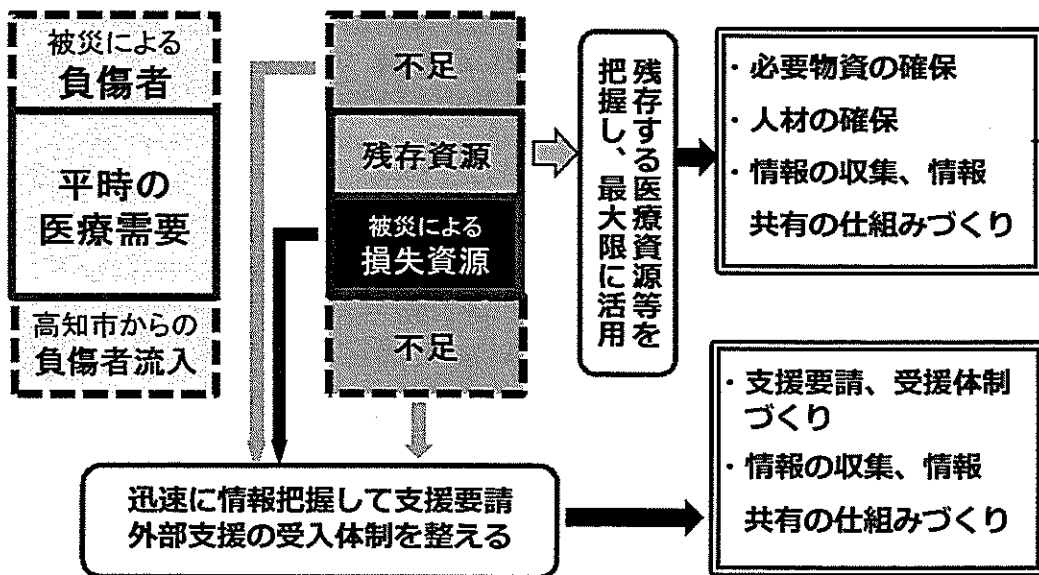 被災による
負傷者
平時の
医療需要
高知市からの
負傷者流入
不足
残存資源
被災による
損失資源
不足
残存する医療資源等を
把握し、最大限に活用
・必要物資の確保
・人材の確保
・情報の収集、情報
共有の仕組みづくり
迅速に情報把握して支援要請
外部支援の受入体制を整える
・支援要請、受援体制
づくり
・情報の収集、情報
共有の仕組みづくり